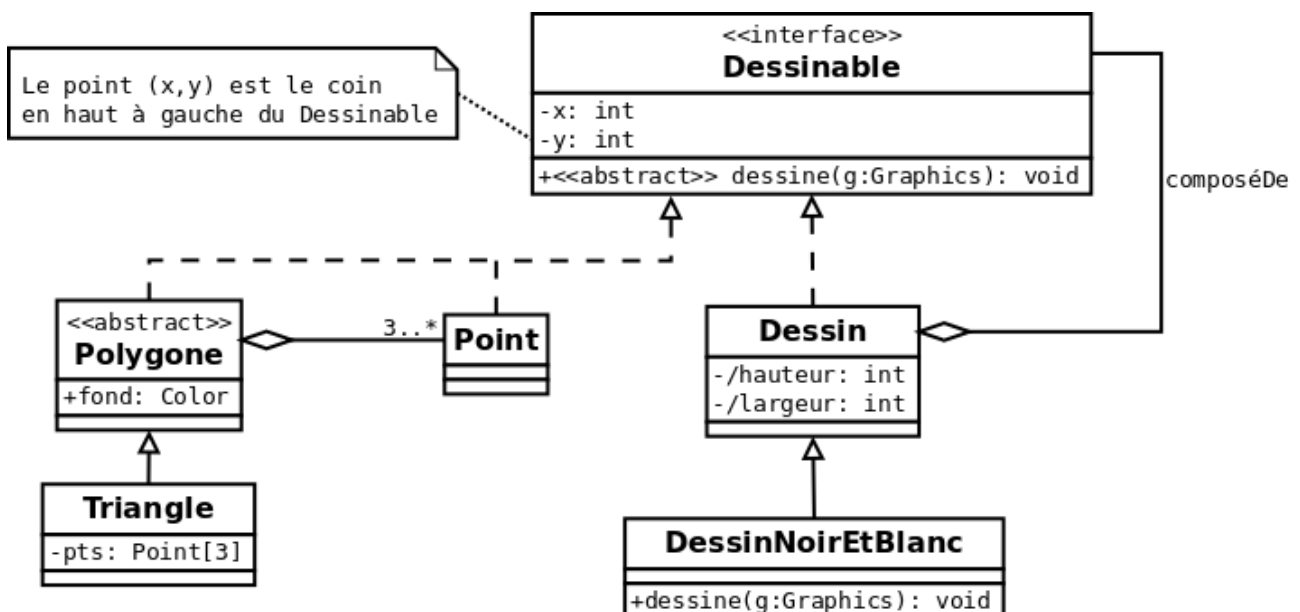 <<interface>>
Dessinable
Le point (x,y) est le coin
en haut à gauche du Dessinable
-x: int
-y: int
+<<abstract>> dessine(g:Graphics): void
composéDe
<<abstract>>
Polygone
+fond: Color
3..*
Point
Dessin
-/hauteur: int
-/largeur: int
Triangle
-pts: Point[3]
DessinNoirEtBlanc
+dessine(g:Graphics): void